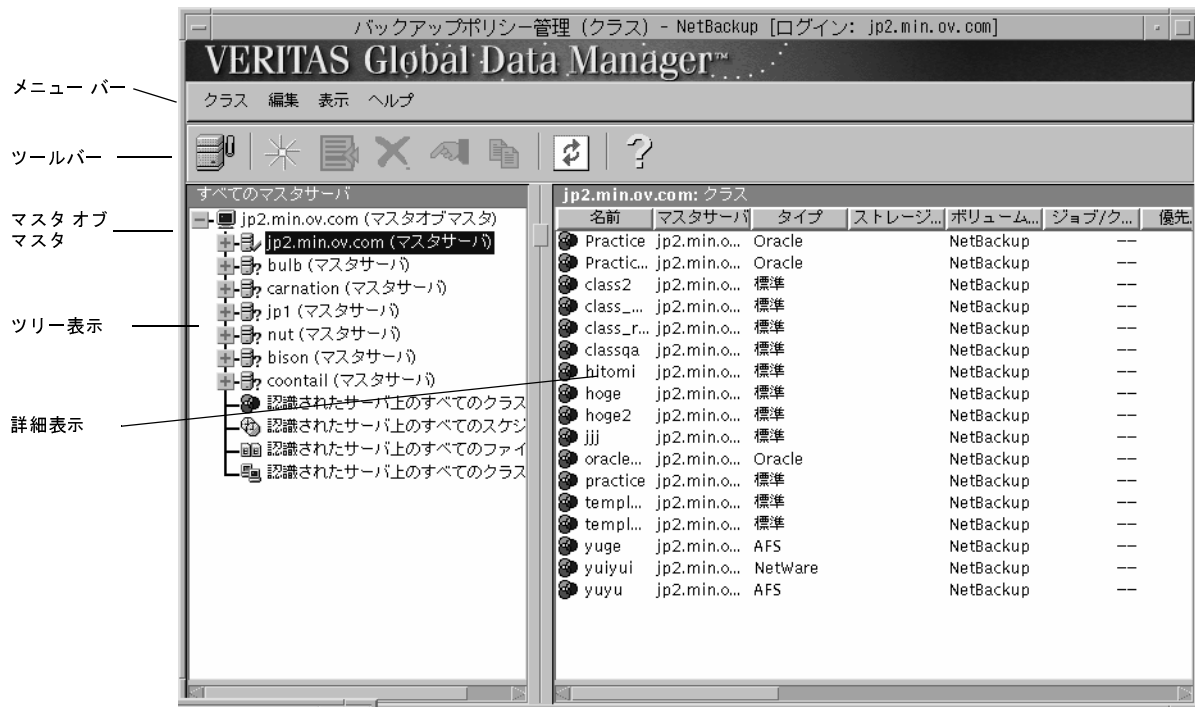 バックアップポリシー管理 (クラス) - NetBackup [ログイン: jp2.min.ov.com]
VERITAS Global Data Manager™
メニュー バー
クラス 編集 表示 ヘルプ
ツールバー
すべてのマスタサーバ
jp2.min.ov.com: クラス
マスタ オブ マスタ
jp2.min.ov.com (マスタオブマスタ)
jp2.min.ov.com (マスタサーバ)
bulb (マスタサーバ)
carnation (マスタサーバ)
jp1 (マスタサーバ)
ツリー表示
nut (マスタサーバ)
bison (マスタサーバ)
coontail (マスタサーバ)
認識されたサーバ上のすべてのクラス
認識されたサーバ上のすべてのスケジ
認識されたサーバ上のすべてのファイ
認識されたサーバ上のすべてのクラス
詳細表示
名前 マスタサーバ タイプ ストレージ... ボリューム... ジョブ/ク... 優先
Practice jp2.min.o... Oracle NetBackup --
Practic... jp2.min.o... Oracle NetBackup --
class2 jp2.min.o... 標準 NetBackup --
class_... jp2.min.o... 標準 NetBackup --
class_r... jp2.min.o... 標準 NetBackup --
classqa jp2.min.o... 標準 NetBackup --
hitomi jp2.min.o... 標準 NetBackup --
hoge jp2.min.o... 標準 NetBackup --
hoge2 jp2.min.o... 標準 NetBackup --
jjj jp2.min.o... 標準 NetBackup --
oracle... jp2.min.o... Oracle NetBackup --
practice jp2.min.o... 標準 NetBackup --
templ... jp2.min.o... 標準 NetBackup --
templ... jp2.min.o... 標準 NetBackup --
yuge jp2.min.o... AFS NetBackup --
yuiyui jp2.min.o... NetWare NetBackup --
yuyu jp2.min.o... AFS NetBackup --